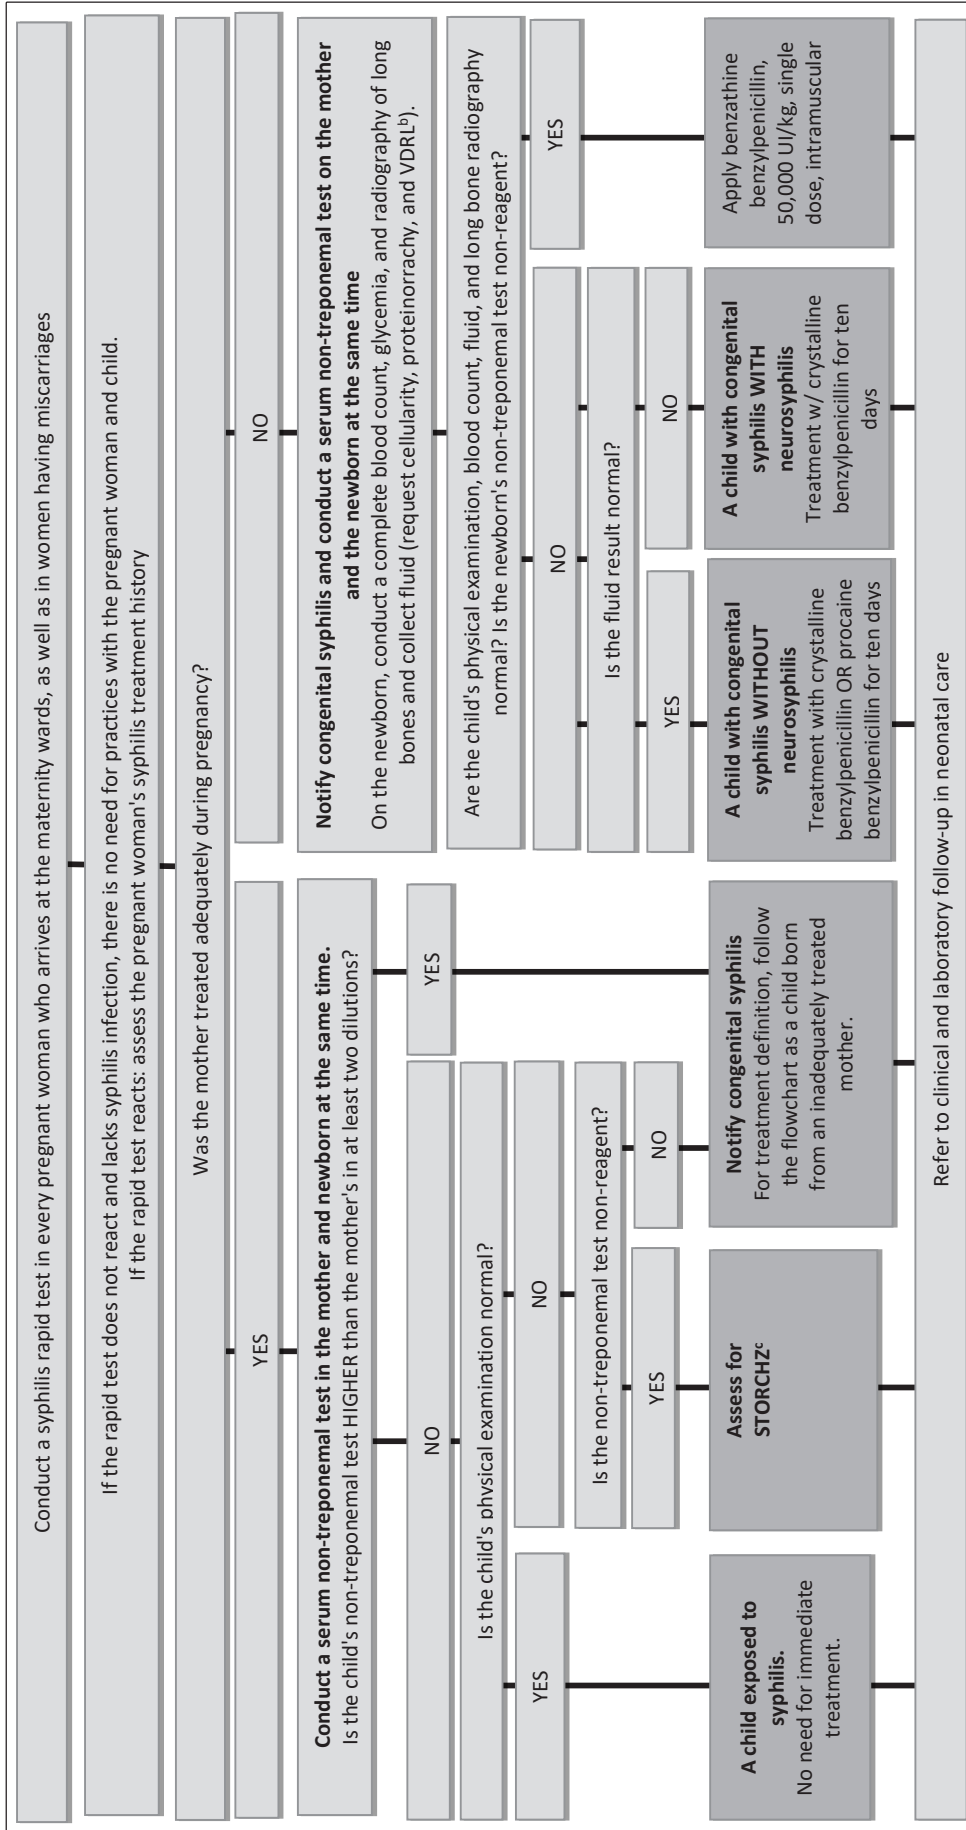 Conduct a syphilis rapid test in every pregnant woman who arrives at the maternity wards, as well as in women having miscarriages
If the rapid test does not react and lacks syphilis infection, there is no need for practices with the pregnant woman and child.
If the rapid test reacts: assess the pregnant woman's syphilis treatment history
Was the mother treated adequately during pregnancy?
YES
NO
Conduct a serum non-treponemal test in the mother and newborn at the same time.
Is the child's non-treponemal test HIGHER than the mother's in at least two dilutions?
NO
YES
Is the child's physical examination normal?
YES
NO
Is the non-treponemal test non-reagent?
YES
NO
A child exposed to
syphilis.
No need for immediate
treatment.
Assess for
STORCHZᶜ
Notify congenital syphilis
For treatment definition, follow
the flowchart as a child born
from an inadequately treated
mother.
Notify congenital syphilis and conduct a serum non-treponemal test on the mother
and the newborn at the same time
On the newborn, conduct a complete blood count, glycemia, and radiography of long
bones and collect fluid (request cellularity, proteinorrachy, and VDRLᵇ).
Are the child's physical examination, blood count, fluid, and long bone radiography
normal? Is the newborn's non-treponemal test non-reagent?
NO
YES
Is the fluid result normal?
YES
NO
A child with congenital
syphilis WITHOUT
neurosyphilis
Treatment with crystalline
benzylpenicillin OR procaine
benzylpenicillin for ten days
A child with congenital
syphilis WITH
neurosyphilis
Treatment w/ crystalline
benzylpenicillin for ten
days
Apply benzathine
benzylpenicillin,
50,000 UI/kg, single
dose, intramuscular
Refer to clinical and laboratory follow-up in neonatal care